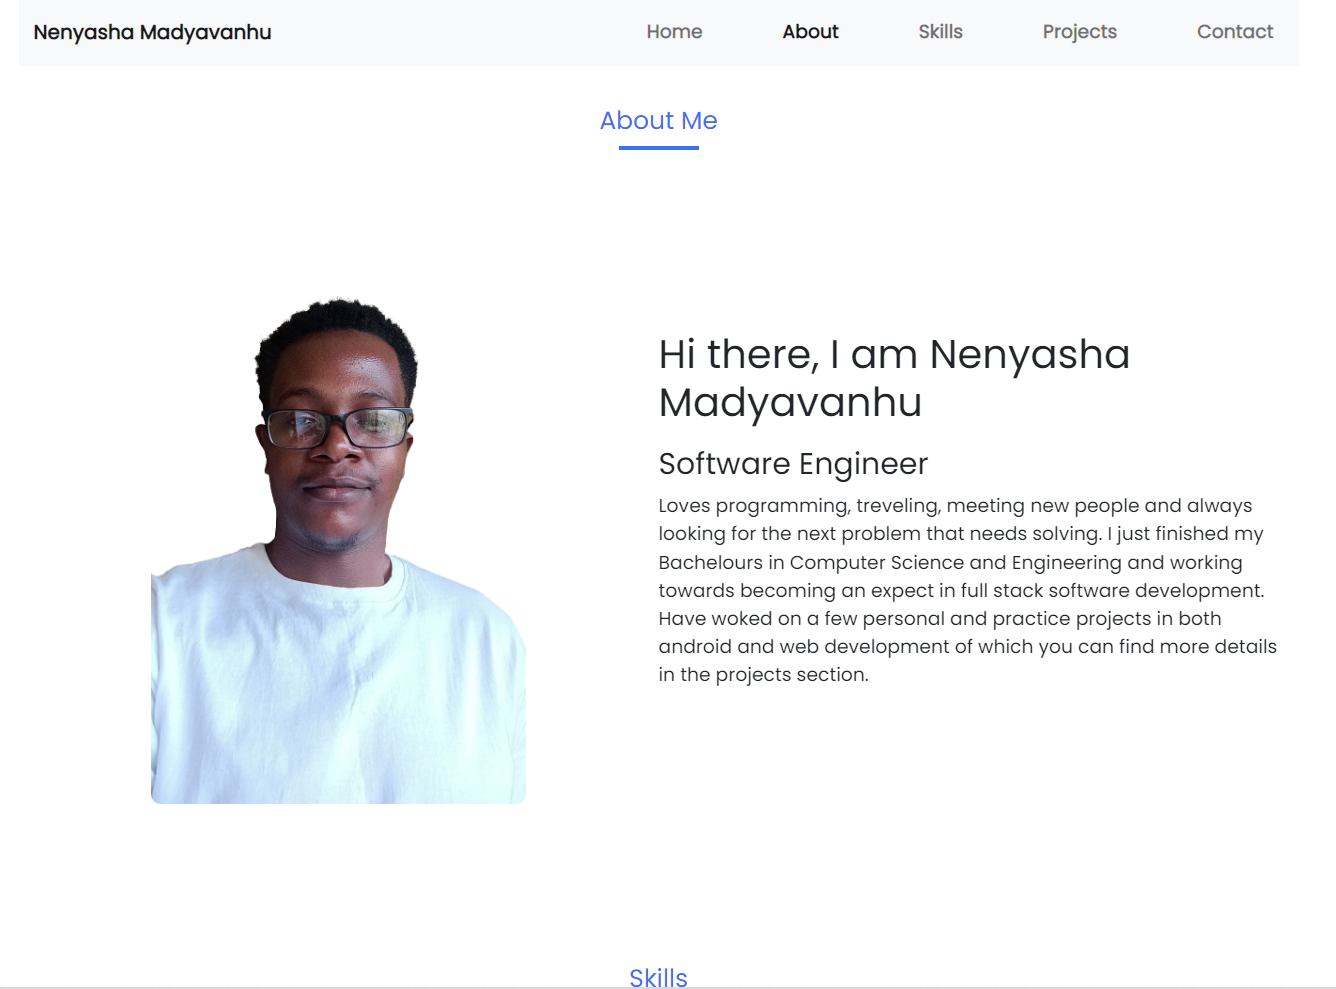 Nenyasha Madyavanhu
Home
About
Skills
Projects
Contact
About Me
Hi there, I am Nenyasha
Madyavanhu
Software Engineer
Loves programming, treveling, meeting new people and always
looking for the next problem that needs solving. I just finished my
Bachelours in Computer Science and Engineering and working
towards becoming an expect in full stack software development.
Have woked on a few personal and practice projects in both
android and web development of which you can find more details
in the projects section.
Skills